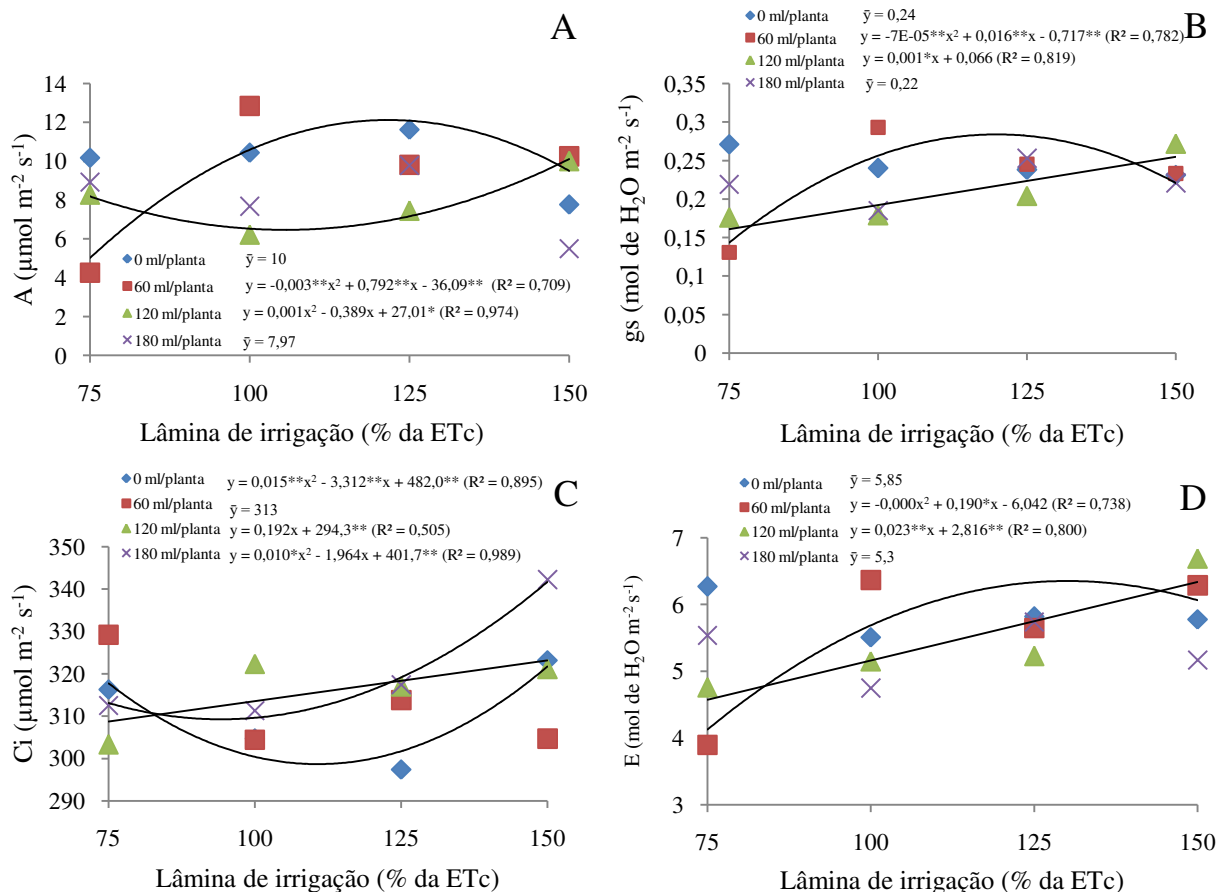 A
0 ml/planta ȳ = 10
60 ml/planta y = -0,003**x² + 0,792**x - 36,09** (R² = 0,709)
120 ml/planta y = 0,001x² - 0,389x + 27,01* (R² = 0,974)
180 ml/planta ȳ = 7,97
14
12
10
8
6
4
2
0
75 100 125 150
A (µmol m⁻² s⁻¹)
Lâmina de irrigação (% da ETc)
B
0 ml/planta ȳ = 0,24
60 ml/planta y = -7E-05**x² + 0,016**x - 0,717** (R² = 0,782)
120 ml/planta y = 0,001*x + 0,066 (R² = 0,819)
180 ml/planta ȳ = 0,22
0,35
0,3
0,25
0,2
0,15
0,1
0,05
0
75 100 125 150
gs (mol de H₂O m⁻² s⁻¹)
Lâmina de irrigação (% da ETc)
C
0 ml/planta y = 0,015**x² - 3,312**x + 482,0** (R² = 0,895)
60 ml/planta ȳ = 313
120 ml/planta y = 0,192x + 294,3** (R² = 0,505)
180 ml/planta y = 0,010*x² - 1,964x + 401,7** (R² = 0,989)
350
340
330
320
310
300
290
75 100 125 150
Ci (µmol m⁻² s⁻¹)
Lâmina de irrigação (% da ETc)
D
0 ml/planta ȳ = 5,85
60 ml/planta y = -0,000x² + 0,190*x - 6,042 (R² = 0,738)
120 ml/planta y = 0,023**x + 2,816** (R² = 0,800)
180 ml/planta ȳ = 5,3
7
6
5
4
3
75 100 125 150
E (mol de H₂O m⁻² s⁻¹)
Lâmina de irrigação (% da ETc)